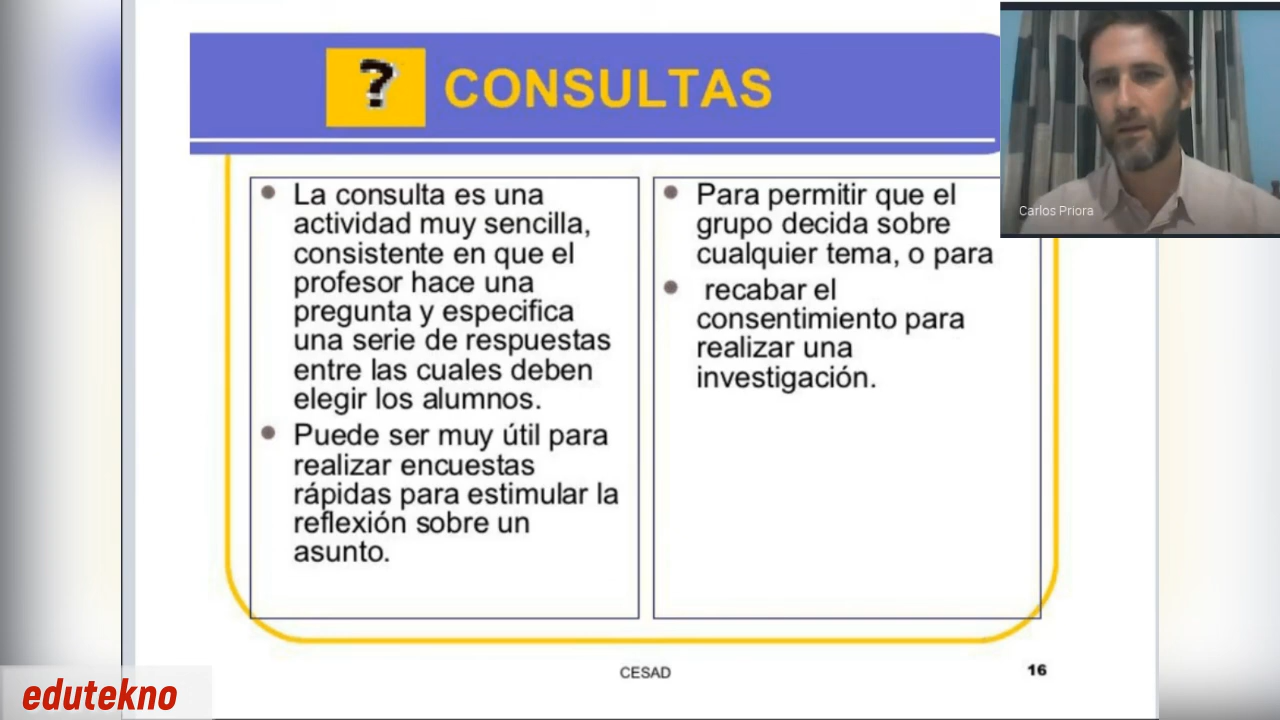 ? CONSULTAS
La consulta es una
actividad muy sencilla,
consistente en que el
profesor hace una
pregunta y especifica
una serie de respuestas
entre las cuales deben
elegir los alumnos.
Puede ser muy útil para
realizar encuestas
rápidas para estimular la
reflexión sobre un
asunto.
Para permitir que el
grupo decida sobre
cualquier tema, o para
recabar el
consentimiento para
realizar una
investigación.
Carlos Priora
CESAD
16
edutekno